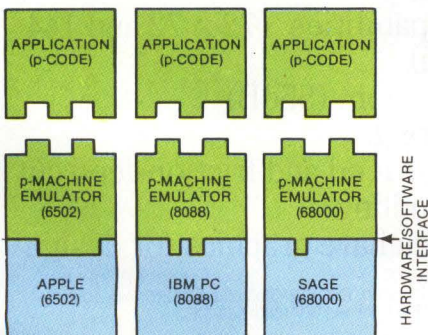 APPLICATION
(p-CODE)
APPLICATION
(p-CODE)
APPLICATION
(p-CODE)
p-MACHINE
EMULATOR
(6502)
p-MACHINE
EMULATOR
(8088)
p-MACHINE
EMULATOR
(68000)
APPLE
(6502)
IBM PC
(8088)
SAGE
(68000)
HARDWARE/SOFTWARE
INTERFACE